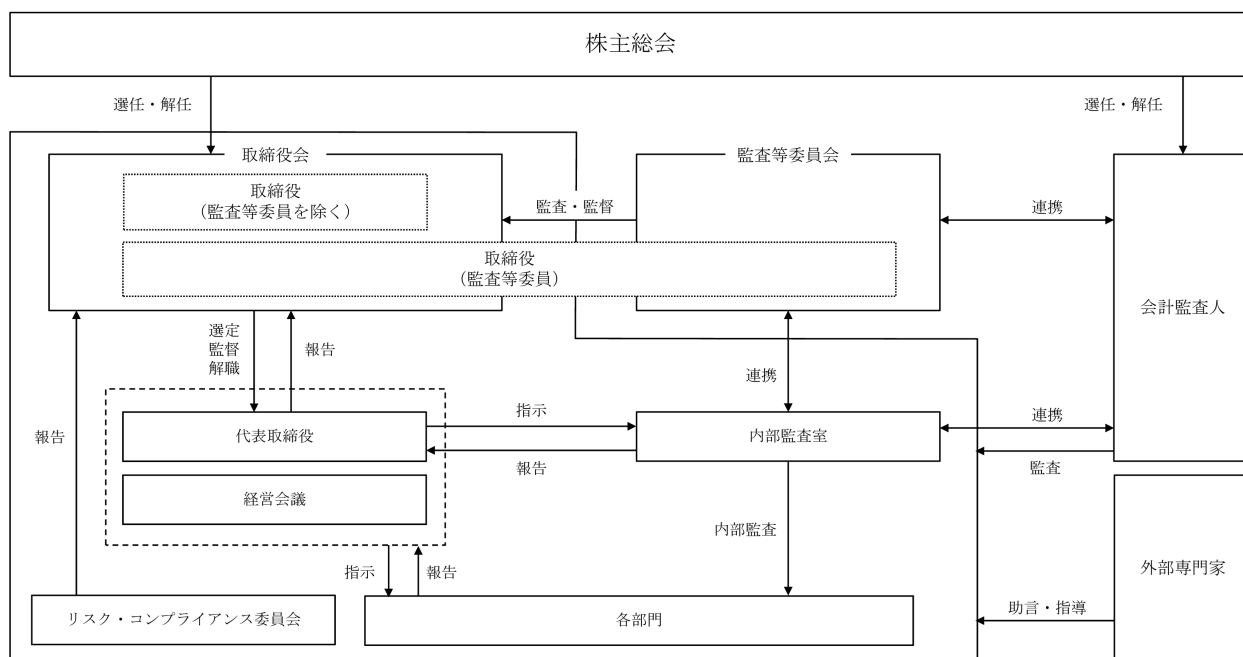 株主総会
選任・解任
選任・解任
取締役会
監査等委員会
取締役
（監査等委員を除く）
監査・監督
連携
取締役
（監査等委員）
会計監査人
選定
監督
解職
報告
連携
報告
代表取締役
指示
内部監査室
連携
報告
監査
経営会議
内部監査
指示
報告
外部専門家
リスク・コンプライアンス委員会
各部門
助言・指導